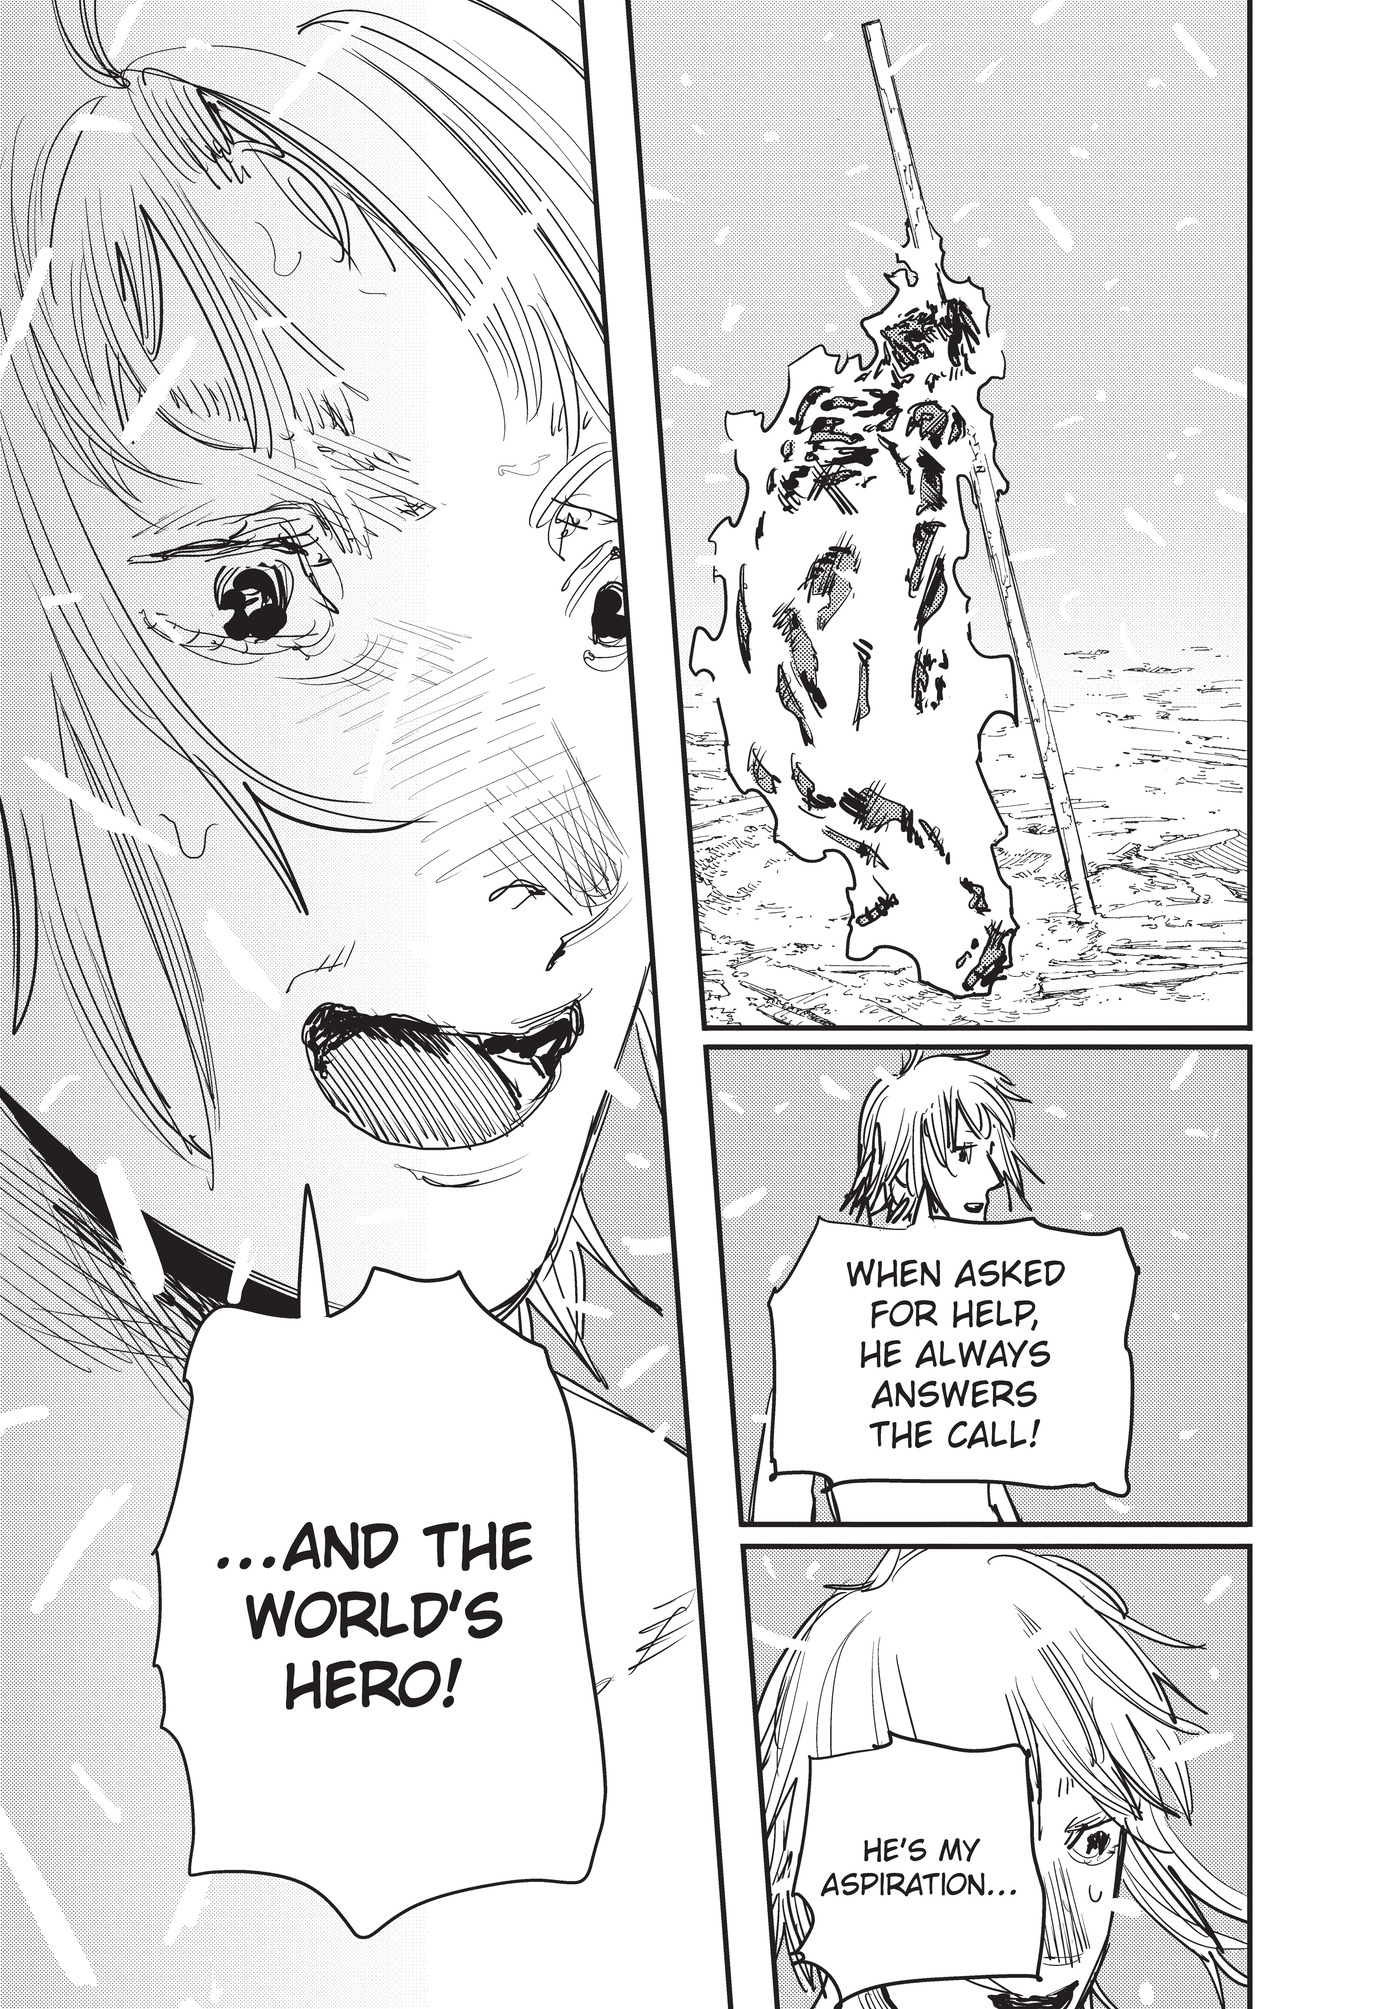 WHEN ASKED
FOR HELP,
HE ALWAYS
ANSWERS
THE CALL!
HE'S MY
ASPIRATION...
...AND THE
WORLD'S
HERO!